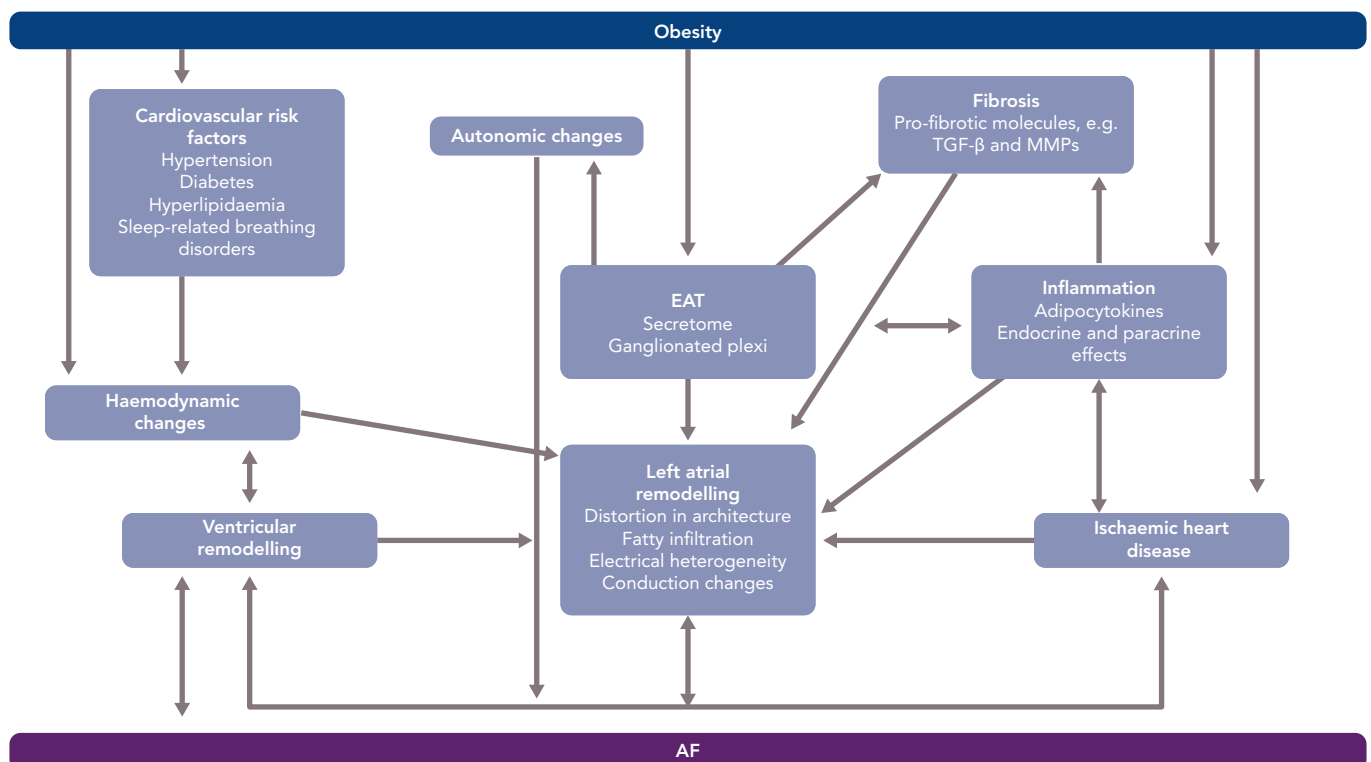 Obesity
Cardiovascular risk
factors
Hypertension
Diabetes
Hyperlipidaemia
Sleep-related breathing
disorders
Autonomic changes
Fibrosis
Pro-fibrotic molecules, e.g.
TGF-β and MMPs
EAT
Secretome
Ganglionated plexi
Inflammation
Adipocytokines
Endocrine and paracrine
effects
Haemodynamic
changes
Left atrial
remodelling
Distortion in architecture
Fatty infiltration
Electrical heterogeneity
Conduction changes
Ventricular
remodelling
Ischaemic heart
disease
AF